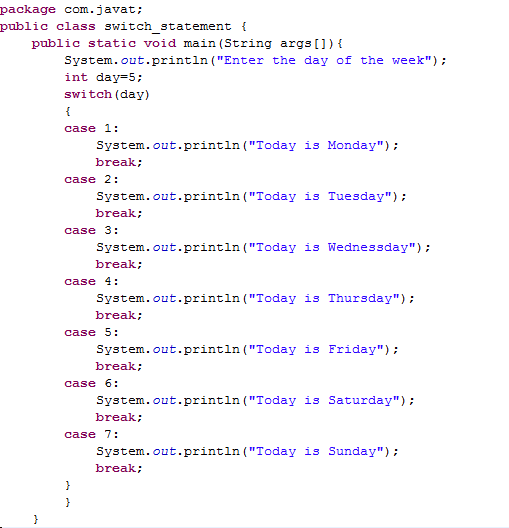 package com.javat;
public class switch_statement {
public static void main(String args[]){
System.out.println("Enter the day of the week");
int day=5;
switch(day)
{
case 1:
System.out.println("Today is Monday");
break;
case 2:
System.out.println("Today is Tuesday");
break;
case 3:
System.out.println("Today is Wednessday");
break;
case 4:
System.out.println("Today is Thursday");
break;
case 5:
System.out.println("Today is Friday");
break;
case 6:
System.out.println("Today is Saturday");
break;
case 7:
System.out.println("Today is Sunday");
break;
}
}
}